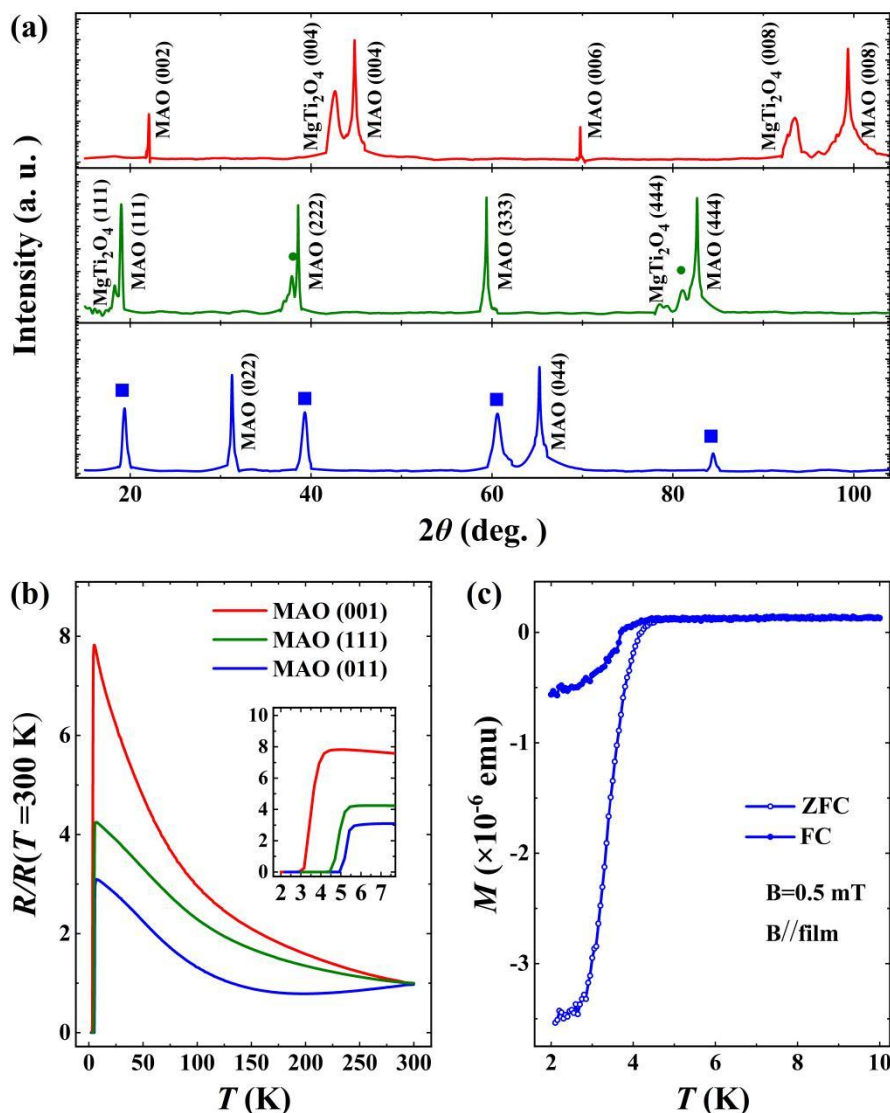 (a)
Intensity (a. u. )
MAO (002)
MgTi₂O₄ (004)
MAO (004)
MAO (006)
MgTi₂O₄ (008)
MAO (008)
MgTi₂O₄ (111)
MAO (111)
MAO (222)
MAO (333)
MgTi₂O₄ (444)
MAO (444)
MAO (022)
MAO (044)
20 40 60 80 100
2θ (deg. )
(b)
R/R(T =300 K)
8
6
4
2
0
MAO (001)
MAO (111)
MAO (011)
10
8
6
4
3
2
0
2 3 4 5 6 7
0 50 100 150 200 250 300
T (K)
(c)
M (×10⁻⁶ emu)
0
-1
-2
-3
ZFC
FC
B=0.5 mT
B//film
2 4 6 8 10
T (K)